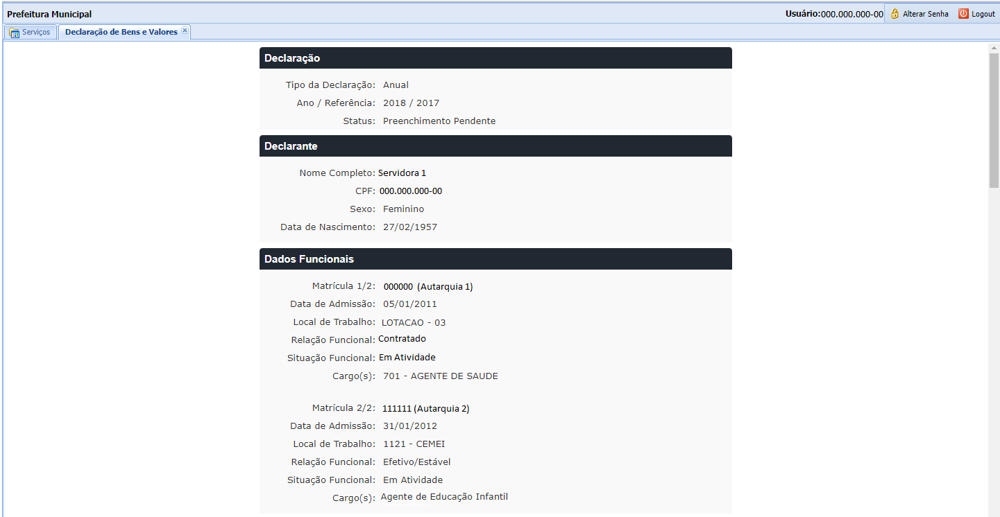 Prefeitura Municipal
Usuário:000.000.000-00 Alterar Senha Logout
Serviços Declaração de Bens e Valores
Declaração
Tipo da Declaração: Anual
Ano / Referência: 2018 / 2017
Status: Preenchimento Pendente
Declarante
Nome Completo: Servidora 1
CPF: 000.000.000-00
Sexo: Feminino
Data de Nascimento: 27/02/1957
Dados Funcionais
Matrícula 1/2: 000000 (Autarquia 1)
Data de Admissão: 05/01/2011
Local de Trabalho: LOTACAO - 03
Relação Funcional: Contratado
Situação Funcional: Em Atividade
Cargo(s): 701 - AGENTE DE SAUDE
Matrícula 2/2: 111111 (Autarquia 2)
Data de Admissão: 31/01/2012
Local de Trabalho: 1121 - CEMEI
Relação Funcional: Efetivo/Estável
Situação Funcional: Em Atividade
Cargo(s): Agente de Educação Infantil